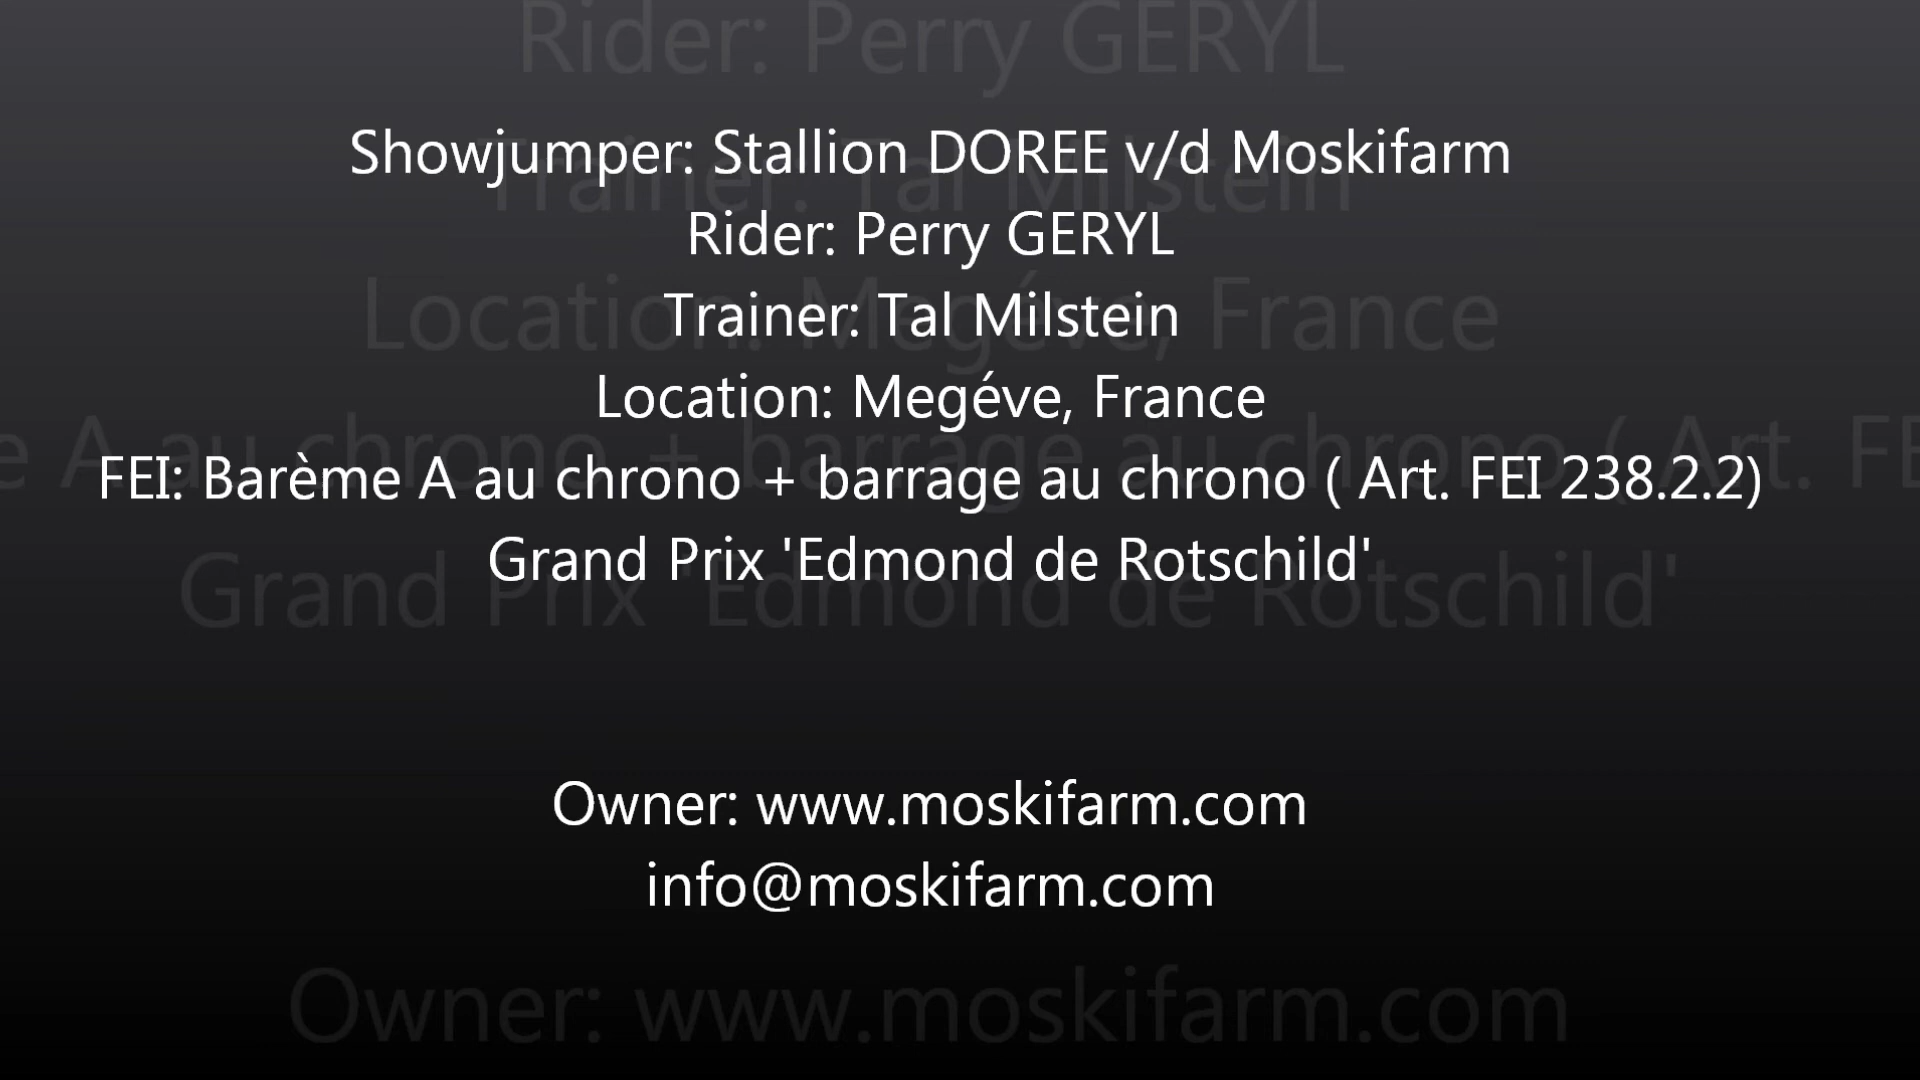 Showjumper: Stallion DOREE v/d Moskifarm
Rider: Perry GERYL
Trainer: Tal Milstein
Location: Megéve, France
FEI: Barème A au chrono + barrage au chrono ( Art. FEI 238.2.2)
Grand Prix 'Edmond de Rotschild'
Owner: www.moskifarm.com
info@moskifarm.com